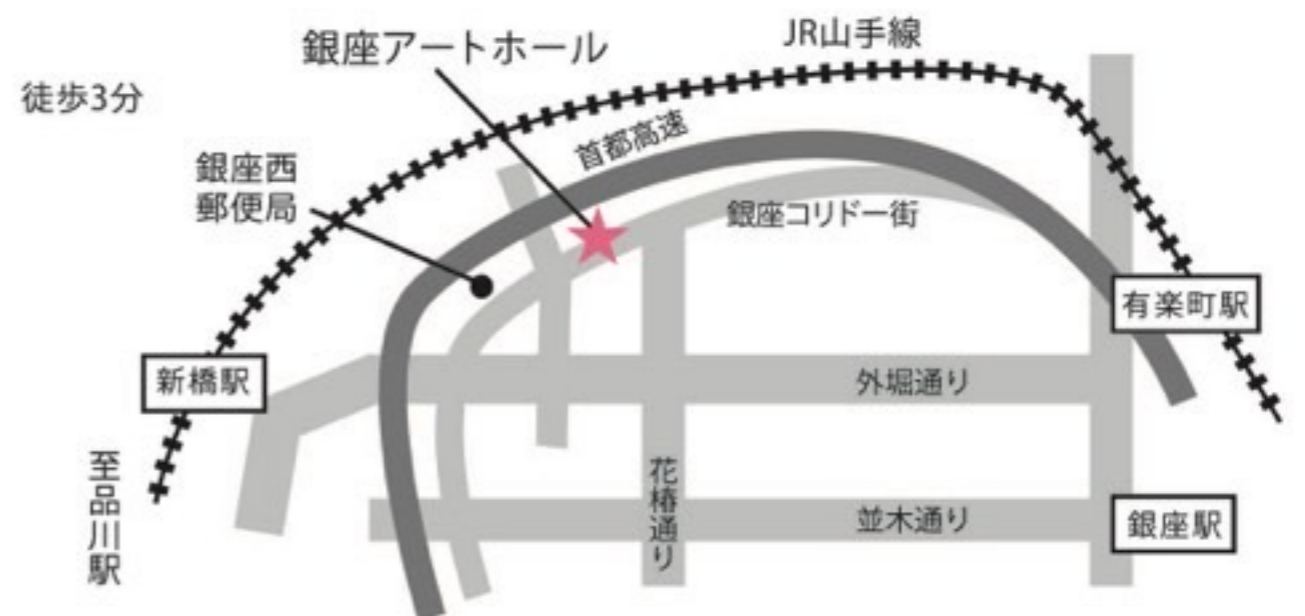 銀座アートホール
JR山手線
徒歩3分
首都高速
銀座西
郵便局
銀座コリドー街
有楽町駅
新橋駅
外堀通り
至品川駅
花椿通り
並木通り
銀座駅